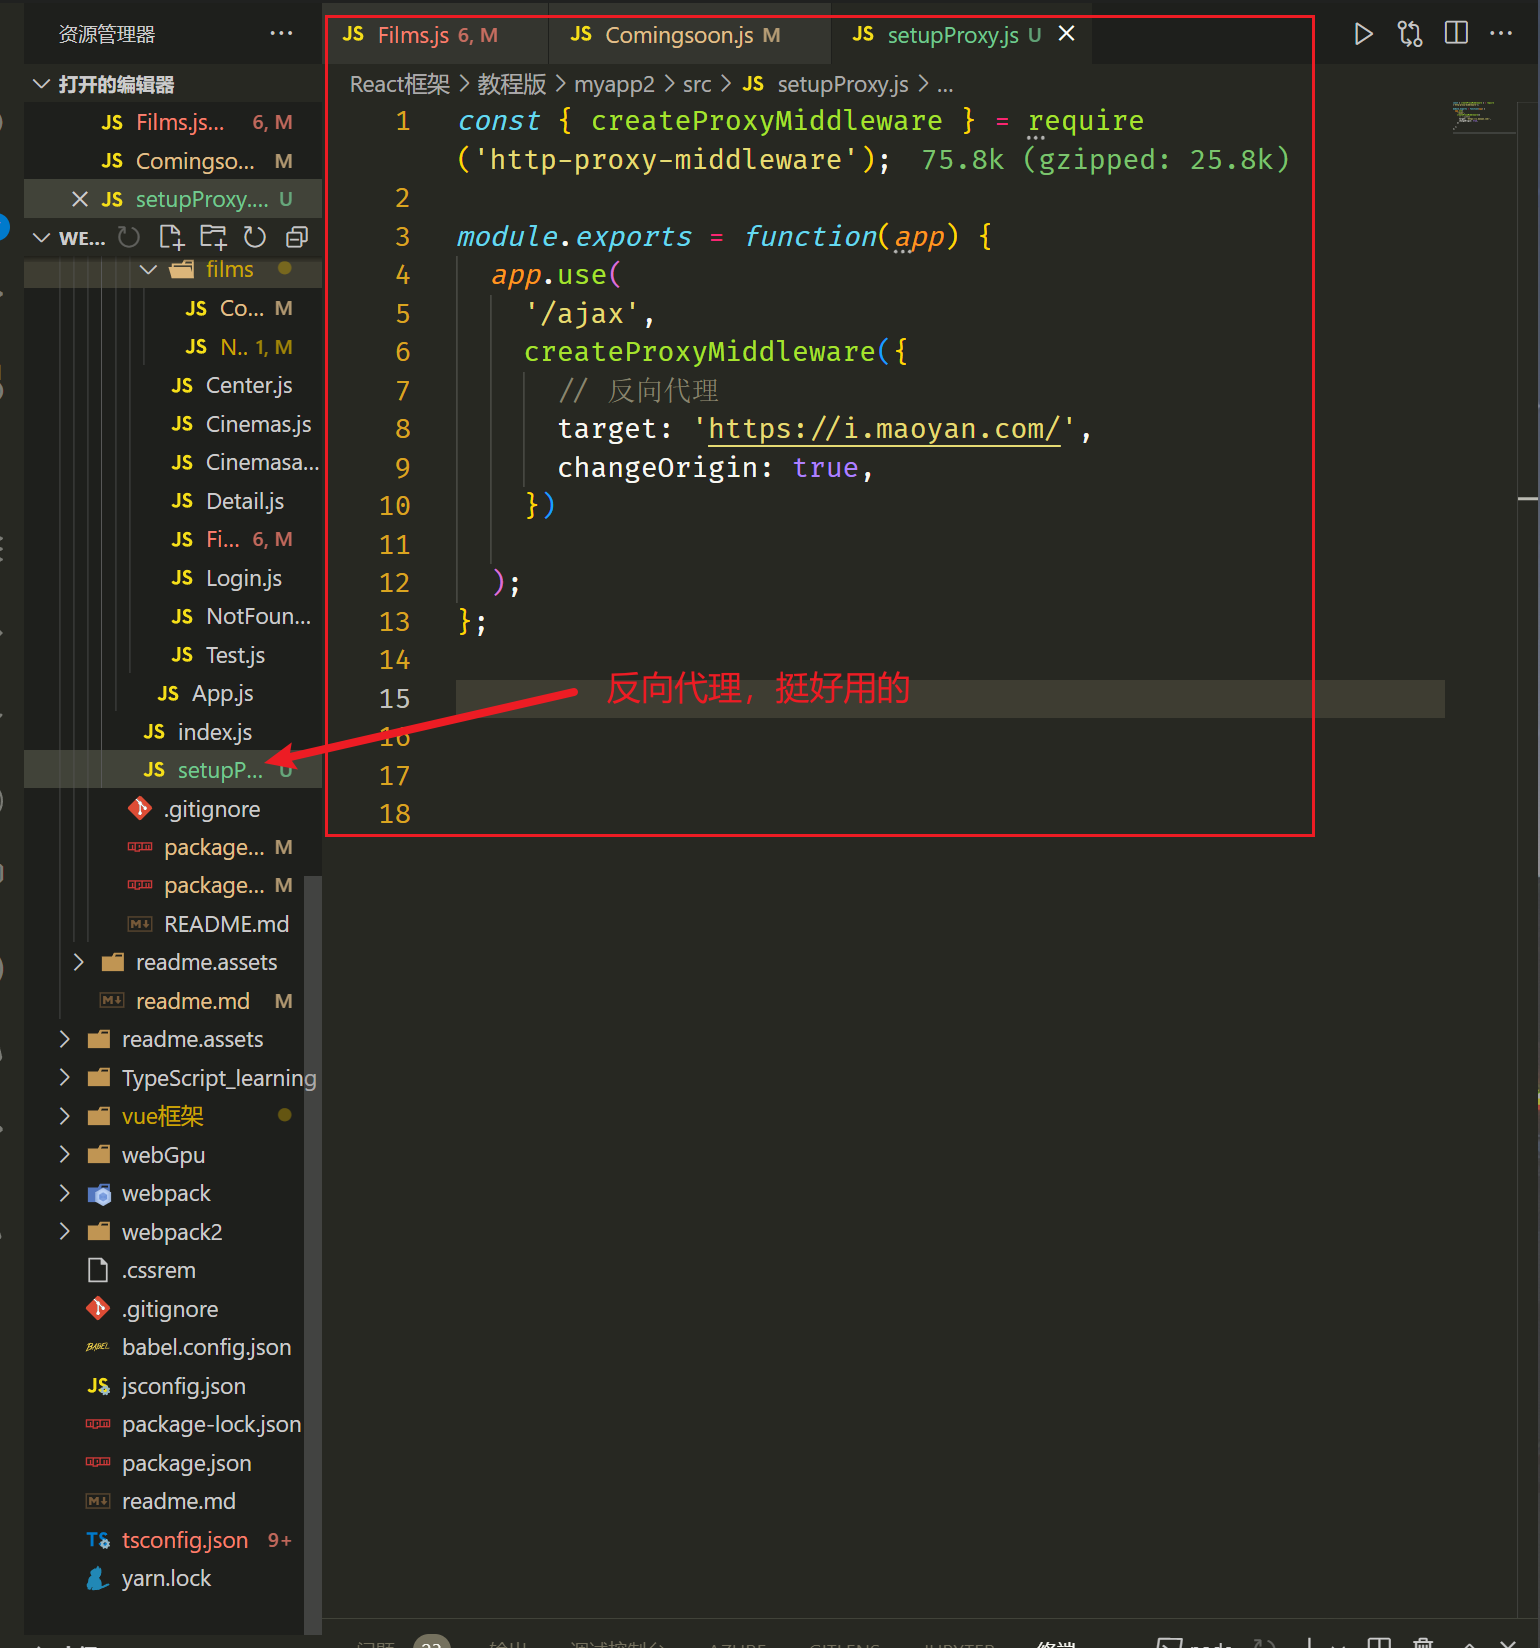 资源管理器
打开的编辑器
JS Films.js... 6, M
JS Comingso... M
JS setupProxy.... U
WE...
films
JS Co... M
JS N.. 1, M
JS Center.js
JS Cinemas.js
JS Cinemasa...
JS Detail.js
JS Fi... 6, M
JS Login.js
JS NotFoun...
JS Test.js
JS App.js
JS index.js
JS setupP... U
.gitignore
package... M
package... M
README.md
readme.assets
readme.md M
readme.assets
TypeScript_learning
vue框架
webGpu
webpack
webpack2
.cssrem
.gitignore
BABEL babel.config.json
JS jsconfig.json
package-lock.json
package.json
readme.md
TS tsconfig.json 9+
yarn.lock
JS Films.js 6, M JS Comingsoon.js M JS setupProxy.js U
React框架 > 教程版 > myapp2 > src > JS setupProxy.js > ...
1 const { createProxyMiddleware } = require
('http-proxy-middleware'); 75.8k (gzipped: 25.8k)
2
3 module.exports = function(app) {
4 app.use(
5 '/ajax',
6 createProxyMiddleware({
7 // 反向代理
8 target: 'https://i.maoyan.com/',
9 changeOrigin: true,
10 })
11
12 );
13 };
14
15 反向代理，挺好用的
16
17
18